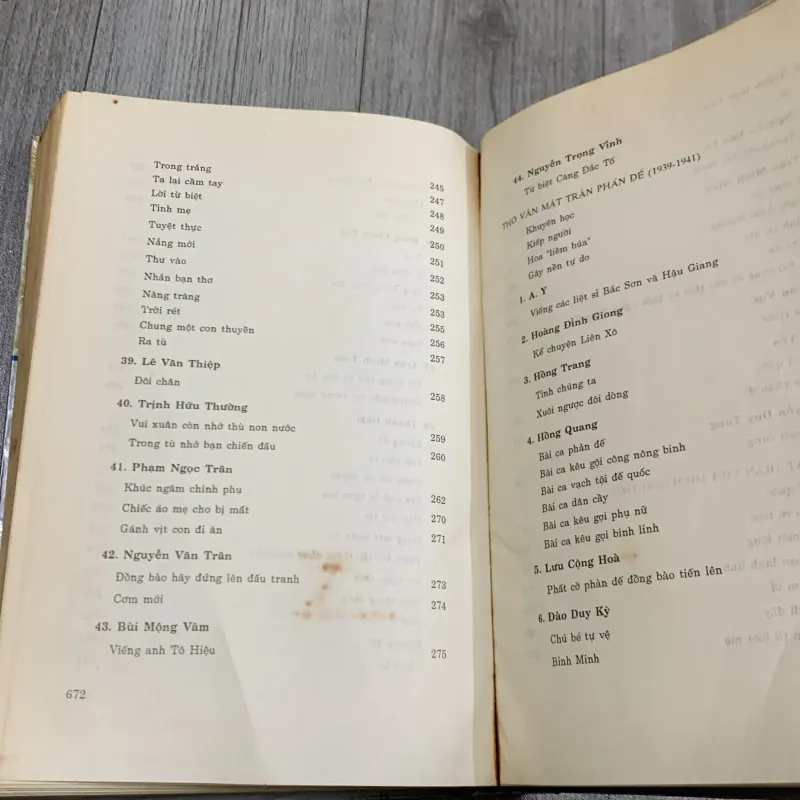 Trong trắng
Ta lại cầm tay 245
Lời từ biệt 247
Tình mẹ 248
Tuyệt thực 249
Nắng mới 250
Thư vào 251
Nhắn bạn thơ 252
Nàng trăng 253
Trời rét 253
Chung một con thuyền 255
Ra tù 256
257
39. Lê Văn Thiệp
Đôi chân 258
40. Trịnh Hữu Thường
Vui xuân còn nhớ thù non nước 259
Trong tù nhớ bạn chiến đấu 260
41. Phạm Ngọc Trân
Khúc ngâm chinh phụ 262
Chiếc áo mẹ cho bị mất 270
Gánh vịt con đi ăn 271
42. Nguyễn Văn Trân
Đồng bào hãy đứng lên đấu tranh 273
Cơm mới 274
43. Bùi Mộng Vâm
Viếng anh Tô Hiệu 275
672
44. Nguyễn Trọng Vĩnh
Từ biệt Căng Đắc Tố
THƠ VĂN MẶT TRẬN PHẢN ĐẾ (1939-1941)
Khuyến học
Kiếp người
Hoa "liềm búa"
Gây nền tự do
1. A. Y
Viếng các liệt sĩ Bắc Sơn và Hậu Giang
2. Hoàng Đình Giong
Kể chuyện Liên Xô
3. Hồng Trang
Tình chúng ta
Xuôi ngược đôi dòng
4. Hồng Quang
Bài ca phản đế
Bài ca kêu gọi công nông binh
Bài ca vạch tội đế quốc
Bài ca dân cầy
Bài ca kêu gọi phụ nữ
Bài ca kêu gọi binh lính
5. Lưu Cộng Hoà
Phất cờ phản đế đồng bào tiến lên
6. Đào Duy Kỳ
Chú bé tự vệ
Bình Minh